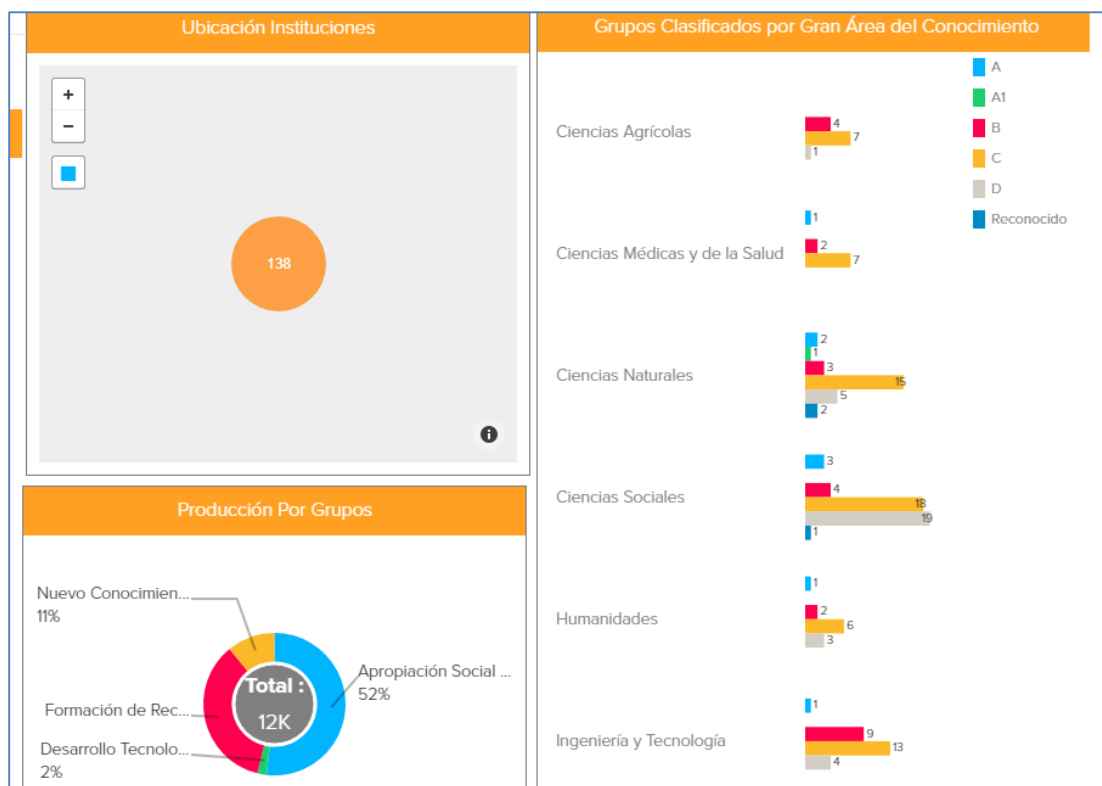 Ubicación Instituciones
+
−
138
Producción Por Grupos
Nuevo Conocimien...
11%
Formación de Rec...
Desarrollo Tecnolo...
2%
Total :
12K
Apropiación Social ...
52%
Grupos Clasificados por Gran Área del Conocimiento
A
A1
B
C
D
Reconocido
Ciencias Agrícolas
4
7
1
Ciencias Médicas y de la Salud
1
2
7
Ciencias Naturales
2
1
3
15
5
2
Ciencias Sociales
3
4
18
19
1
Humanidades
1
2
6
3
Ingeniería y Tecnología
1
9
13
4